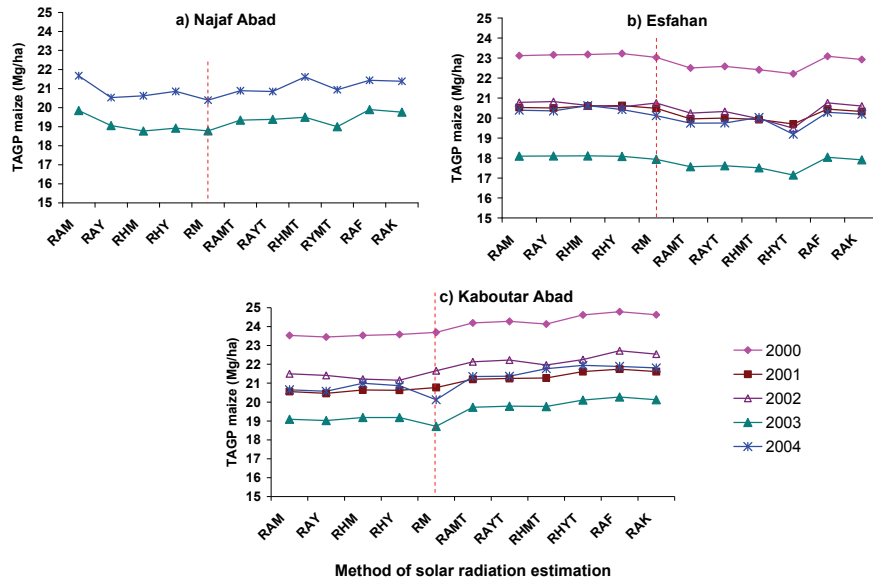 a) Najaf Abad
TAGP maize (Mg/ha)
25
24
23
22
21
20
19
18
17
16
15
RAM
RAY
RHM
RHY
RM
RAMT
RAYT
RHMT
RYMT
RAF
RAK
b) Esfahan
TAGP maize (Mg/ha)
25
24
23
22
21
20
19
18
17
16
15
RAM
RAY
RHM
RHY
RM
RAMT
RAYT
RHMT
RHYT
RAF
RAK
c) Kaboutar Abad
TAGP maize (Mg/ha)
25
24
23
22
21
20
19
18
17
16
15
RAM
RAY
RHM
RHY
RM
RAMT
RAYT
RHMT
RHYT
RAF
RAK
2000
2001
2002
2003
2004
Method of solar radiation estimation